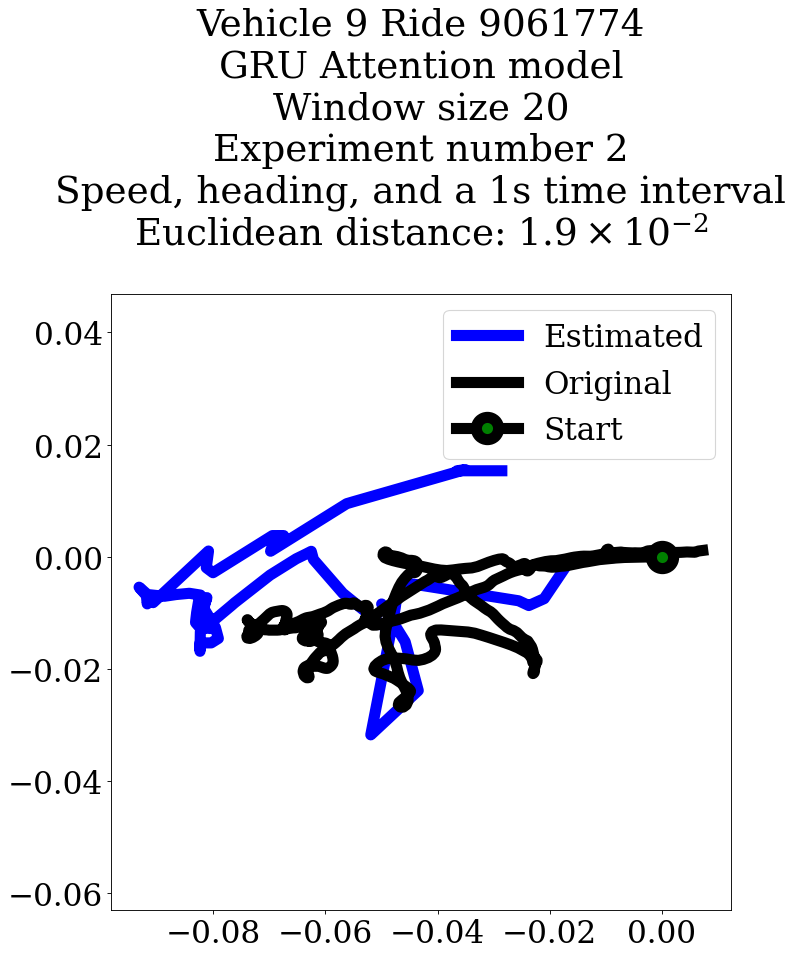 Vehicle 9 Ride 9061774
GRU Attention model
Window size 20
Experiment number 2
Speed, heading, and a 1s time interval
Euclidean distance: 1.9 × 10⁻²
Estimated
Original
Start
0.04
0.02
0.00
−0.02
−0.04
−0.06
−0.08 −0.06 −0.04 −0.02 0.00